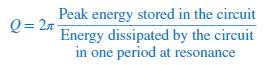 Q = 2π Peak energy stored in the circuit
Energy dissipated by the circuit
in one period at resonance